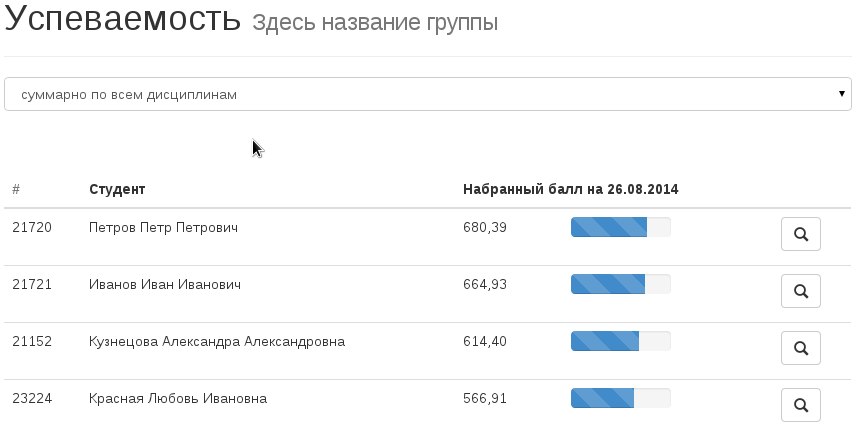 Успеваемость Здесь название группы
суммарно по всем дисциплинам
# Студент Набранный балл на 26.08.2014
21720 Петров Петр Петрович 680,39
21721 Иванов Иван Иванович 664,93
21152 Кузнецова Александра Александровна 614,40
23224 Красная Любовь Ивановна 566,91